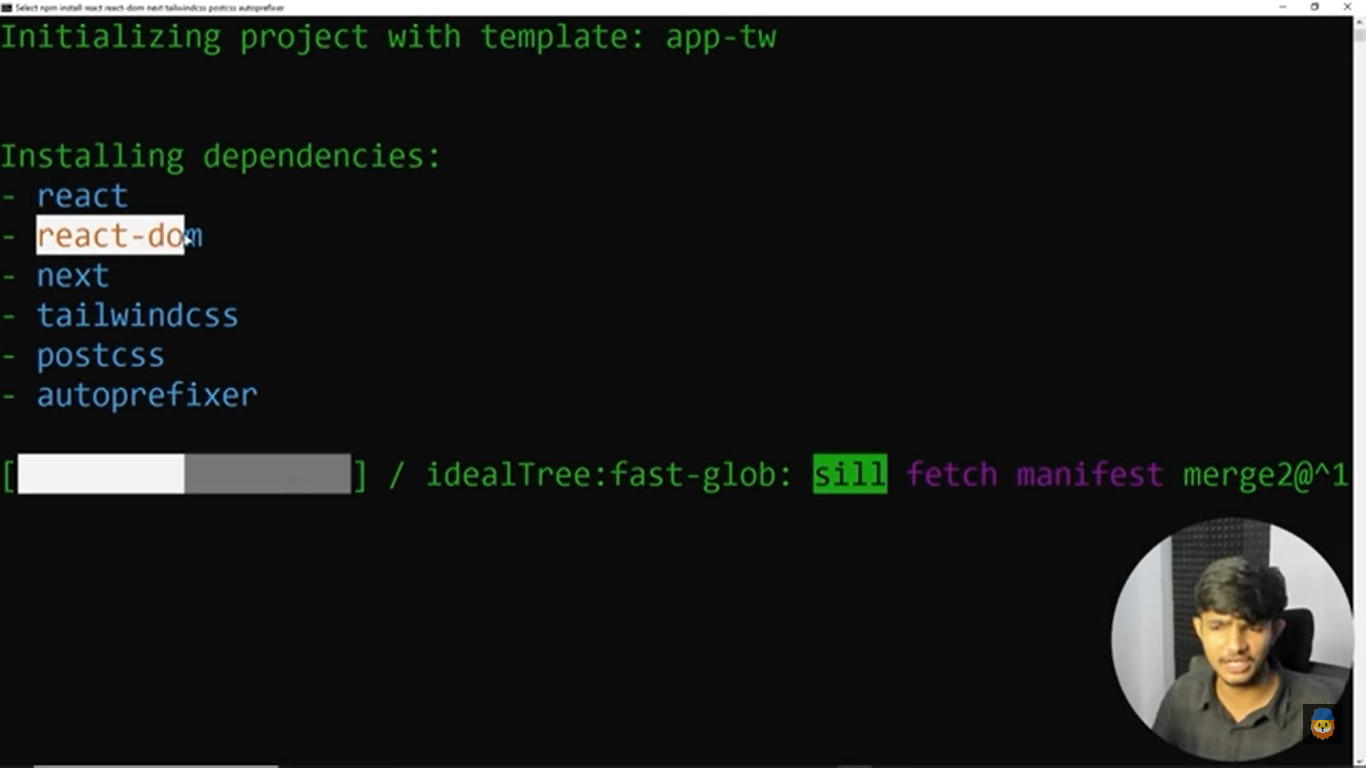 Select npm install react react-dom next tailwindcss postcss autoprefixer
Initializing project with template: app-tw
Installing dependencies:
- react
- react-dom
- next
- tailwindcss
- postcss
- autoprefixer
[ ] / idealTree:fast-glob: sill fetch manifest merge2@^1